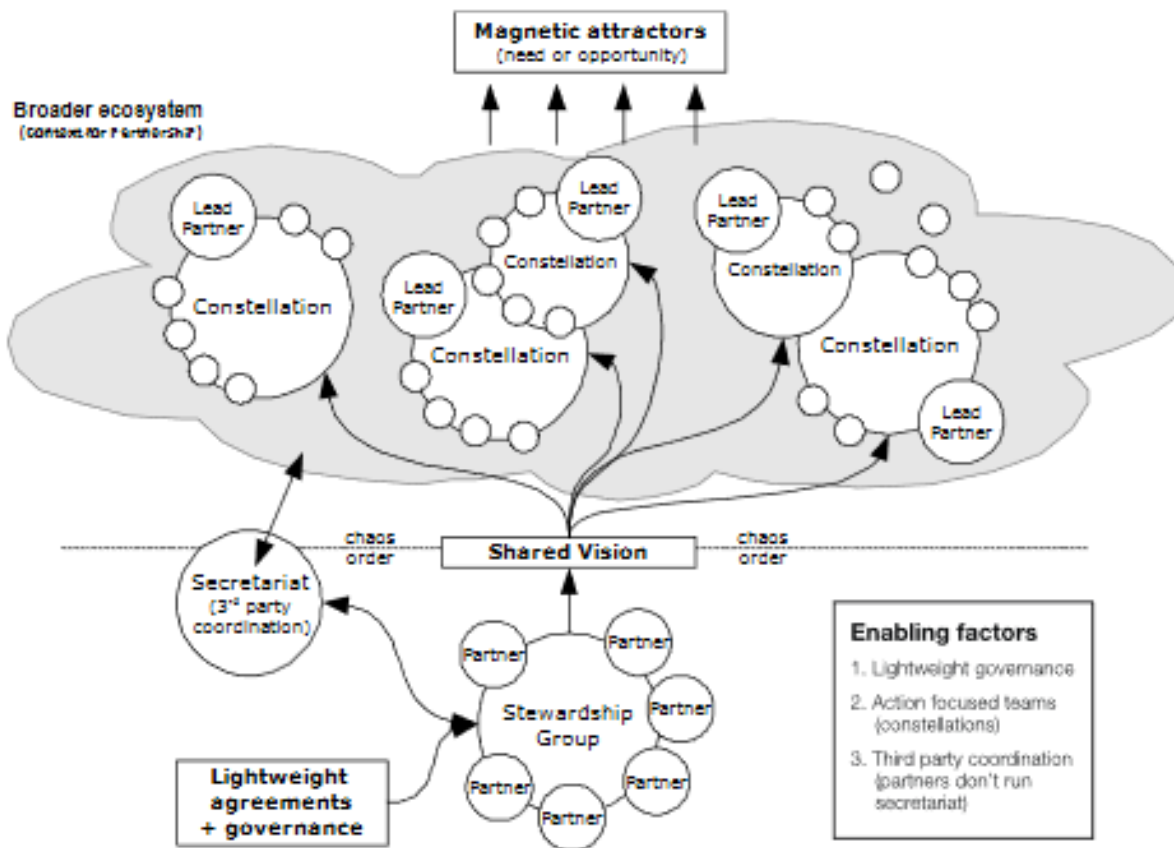 Magnetic attractors
(need or opportunity)
Broader ecosystem
(Context for Partnership)
Lead
Partner
Constellation
Lead
Partner
Constellation
Lead
Partner
Constellation
Lead
Partner
Constellation
Constellation
Lead
Partner
chaos
order
Shared Vision
chaos
order
Secretariat
(3rd party
coordination)
Partner
Partner
Partner
Partner
Partner
Partner
Stewardship
Group
Lightweight
agreements
+ governance
Enabling factors
1. Lightweight governance
2. Action focused teams
(constellations)
3. Third party coordination
(partners don't run
secretariat)